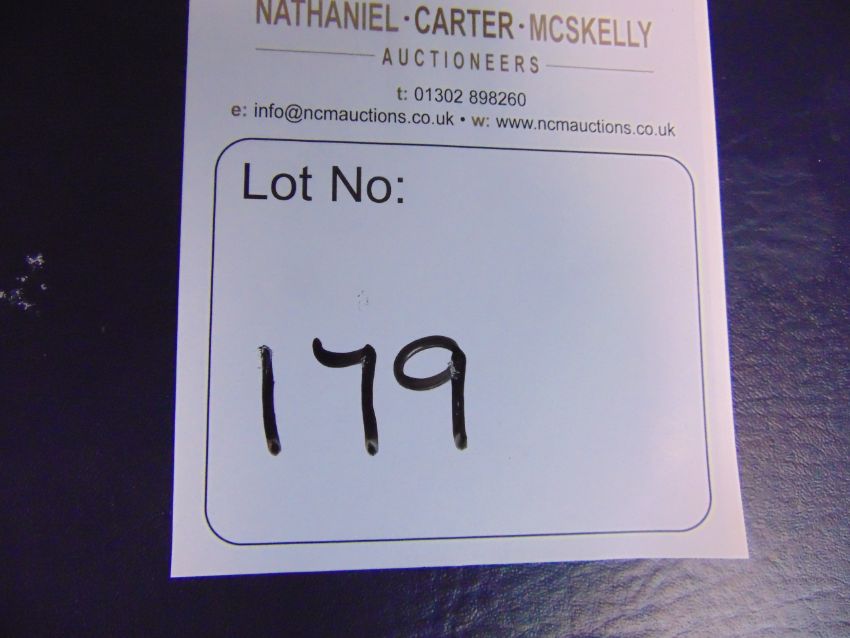 NATHANIEL · CARTER · MCSKELLY
AUCTIONEERS
t: 01302 898260
e: info@ncmauctions.co.uk • w: www.ncmauctions.co.uk
Lot No:
179